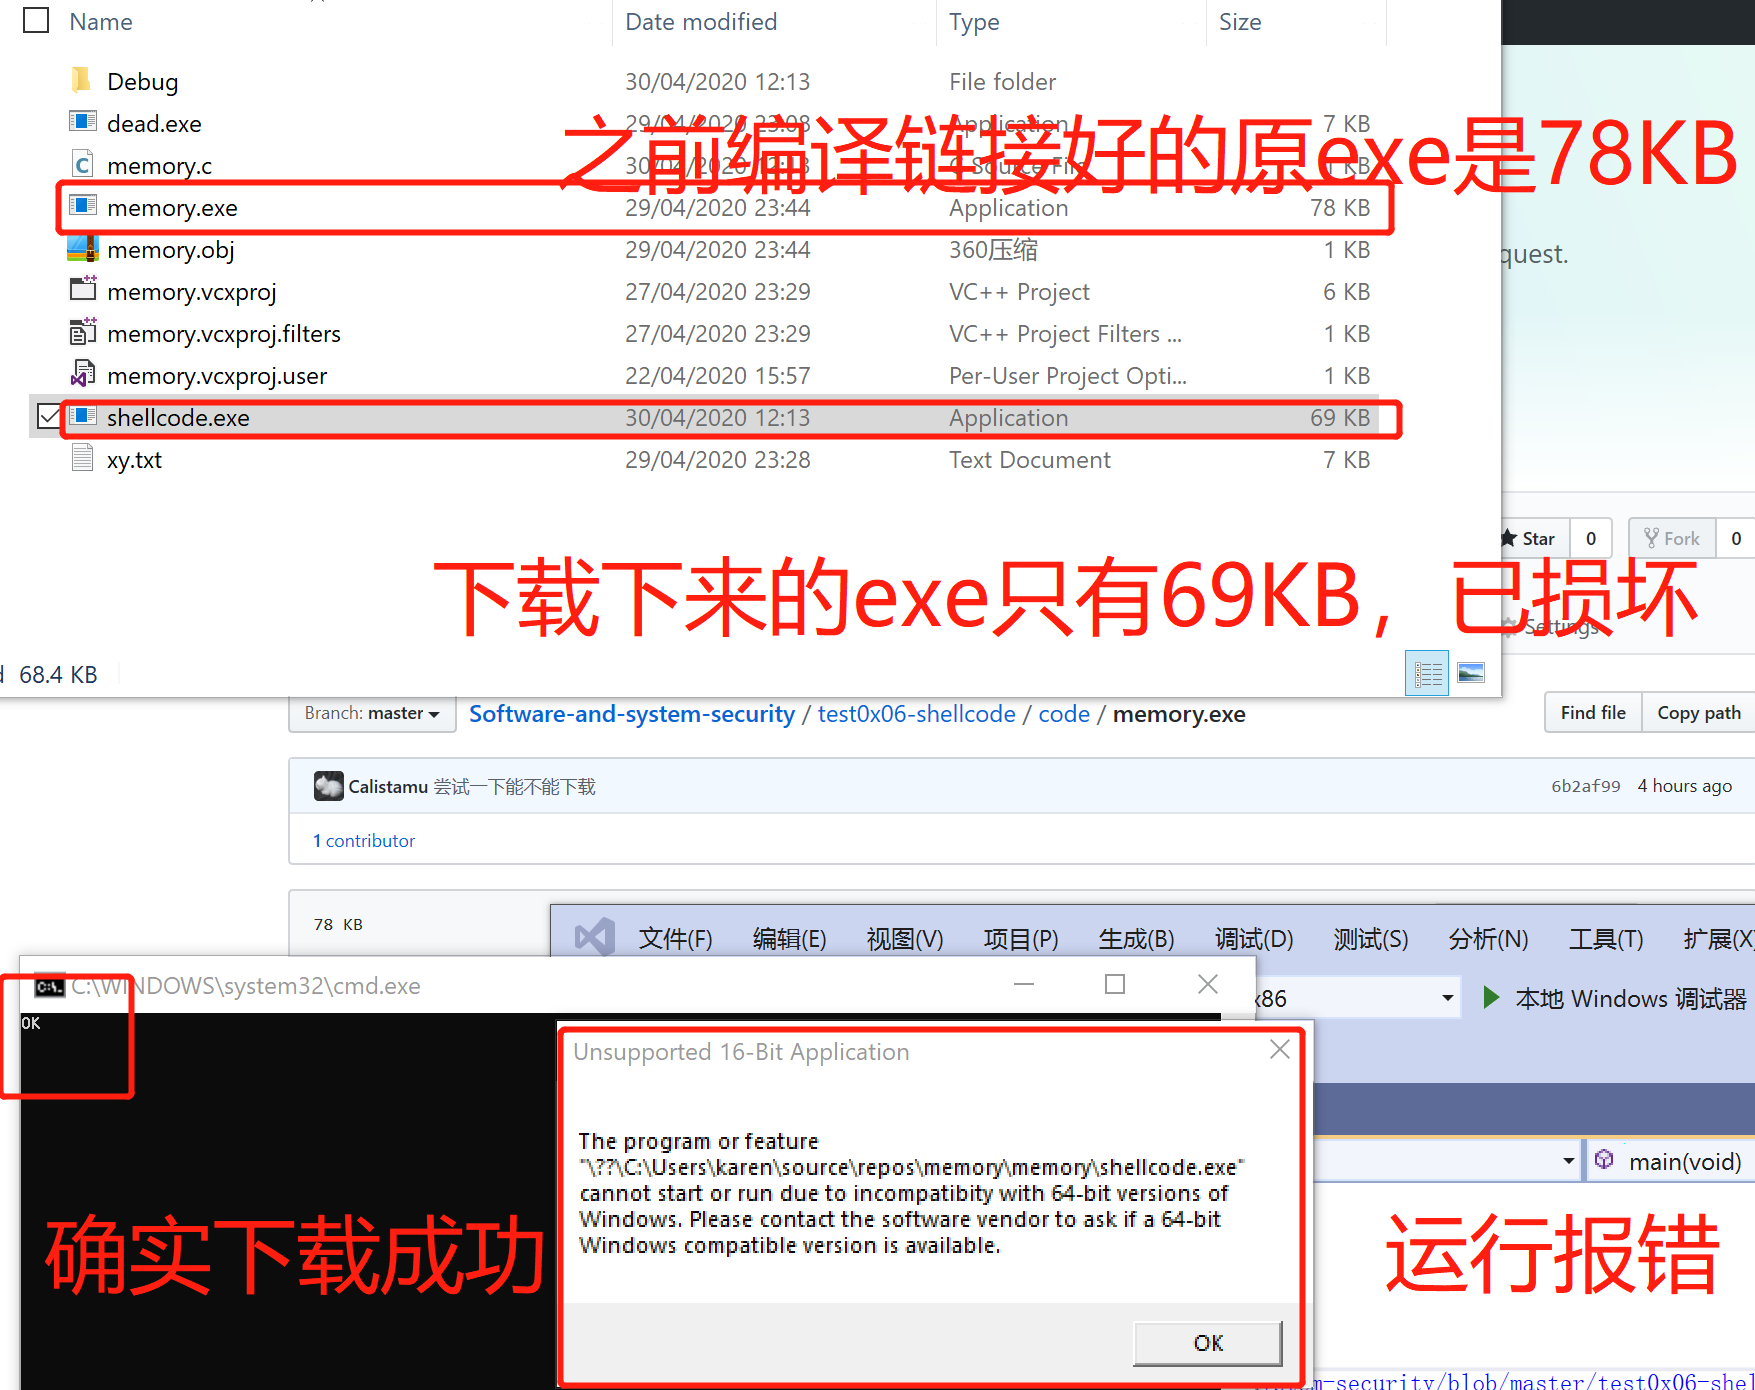 Name Date modified Type Size
Debug 30/04/2020 12:13 File folder
dead.exe 29/04/2020 23:08 Application 7 KB
之前编译链接好的原exe是78KB
memory.c 30/04/2020 12:13 C Source File 1 KB
memory.exe 29/04/2020 23:44 Application 78 KB
memory.obj 29/04/2020 23:44 360压缩 1 KB
quest.
memory.vcxproj 27/04/2020 23:29 VC++ Project 6 KB
memory.vcxproj.filters 27/04/2020 23:29 VC++ Project Filters ... 1 KB
memory.vcxproj.user 22/04/2020 15:57 Per-User Project Opti... 1 KB
shellcode.exe 30/04/2020 12:13 Application 69 KB
xy.txt 29/04/2020 23:28 Text Document 7 KB
Star 0 Fork 0
下载下来的exe只有69KB，已损坏
Settings
68.4 KB
Branch: master Software-and-system-security / test0x06-shellcode / code / memory.exe Find file Copy path
Calistamu 尝试一下能不能下载 6b2af99 4 hours ago
1 contributor
78 KB
文件(F) 编辑(E) 视图(V) 项目(P) 生成(B) 调试(D) 测试(S) 分析(N) 工具(T) 扩展(X
C:\WINDOWS\system32\cmd.exe
x86 本地 Windows 调试器
OK
Unsupported 16-Bit Application
The program or feature
"\??\C:\Users\karen\source\repos\memory\memory\shellcode.exe"
cannot start or run due to incompatibity with 64-bit versions of
Windows. Please contact the software vendor to ask if a 64-bit
Windows compatible version is available.
main(void)
确实下载成功
运行报错
OK
m-security/blob/master/test0x06-shel